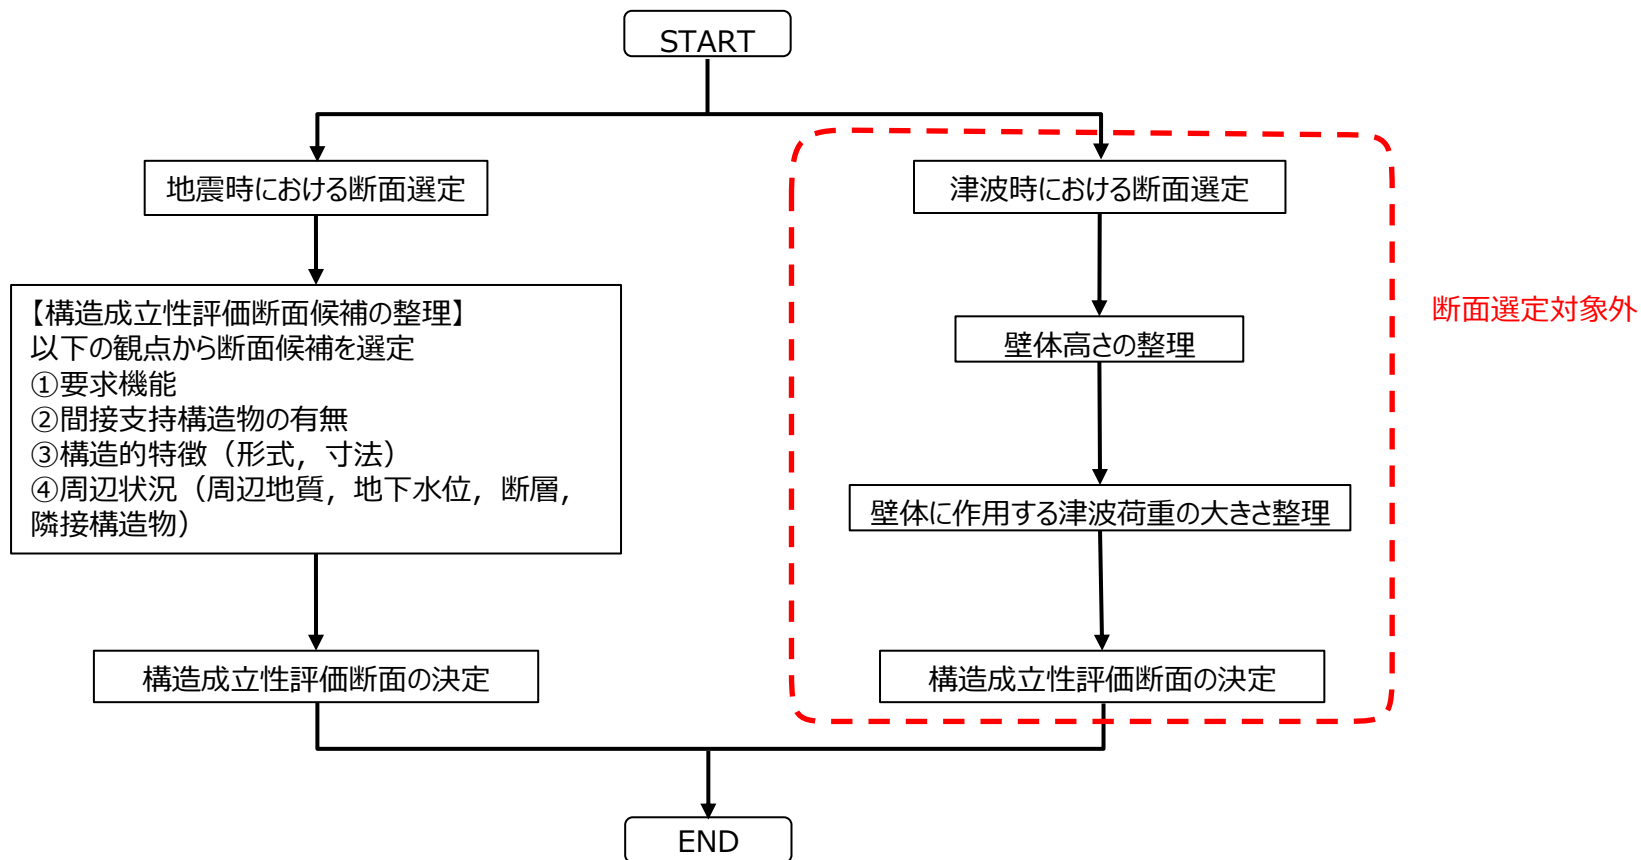 START
地震時における断面選定
【構造成立性評価断面候補の整理】
以下の観点から断面候補を選定
①要求機能
②間接支持構造物の有無
③構造的特徴（形式，寸法）
④周辺状況（周辺地質，地下水位，断層，
隣接構造物）
構造成立性評価断面の決定
津波時における断面選定
壁体高さの整理
壁体に作用する津波荷重の大きさ整理
構造成立性評価断面の決定
断面選定対象外
END